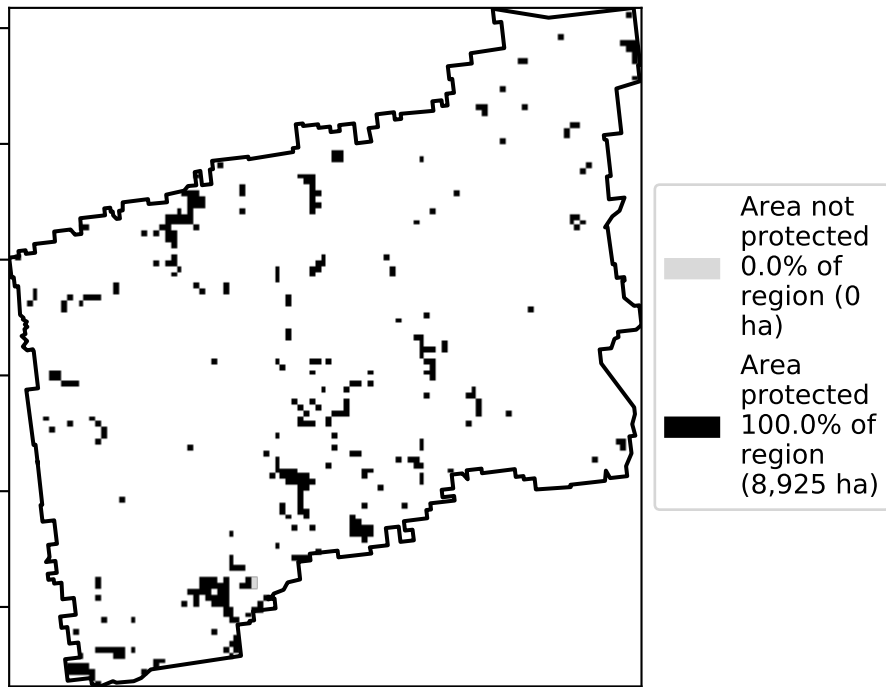 Area not
protected
0.0% of
region (0
ha)
Area
protected
100.0% of
region
(8,925 ha)